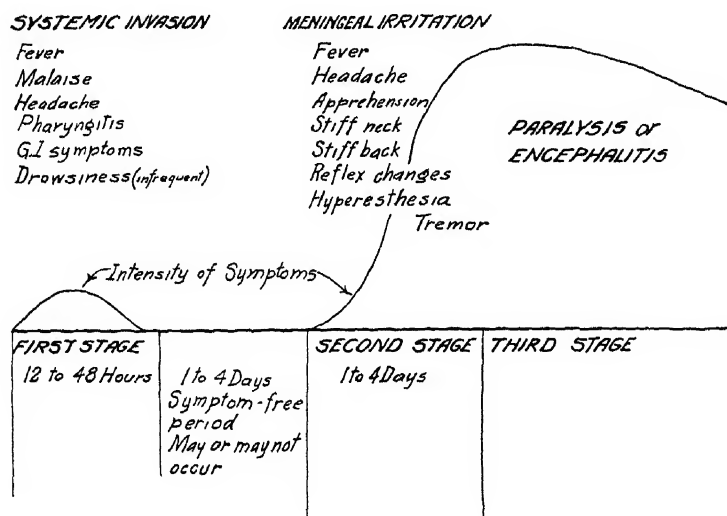 SYSTEMIC INVASION
Fever
Malaise
Headache
Pharyngitis
G.I symptoms
Drowsiness (infrequent)
MENINGEAL IRRITATION
Fever
Headache
Apprehension
Stiff neck
Stiff back
Reflex changes
Hyperesthesia
Tremor
PARALYSIS or
ENCEPHALITIS
Intensity of Symptoms
FIRST STAGE
12 to 48 Hours
1 to 4 Days
Symptom-free
period
May or may not
occur
SECOND STAGE
1 to 4 Days
THIRD STAGE